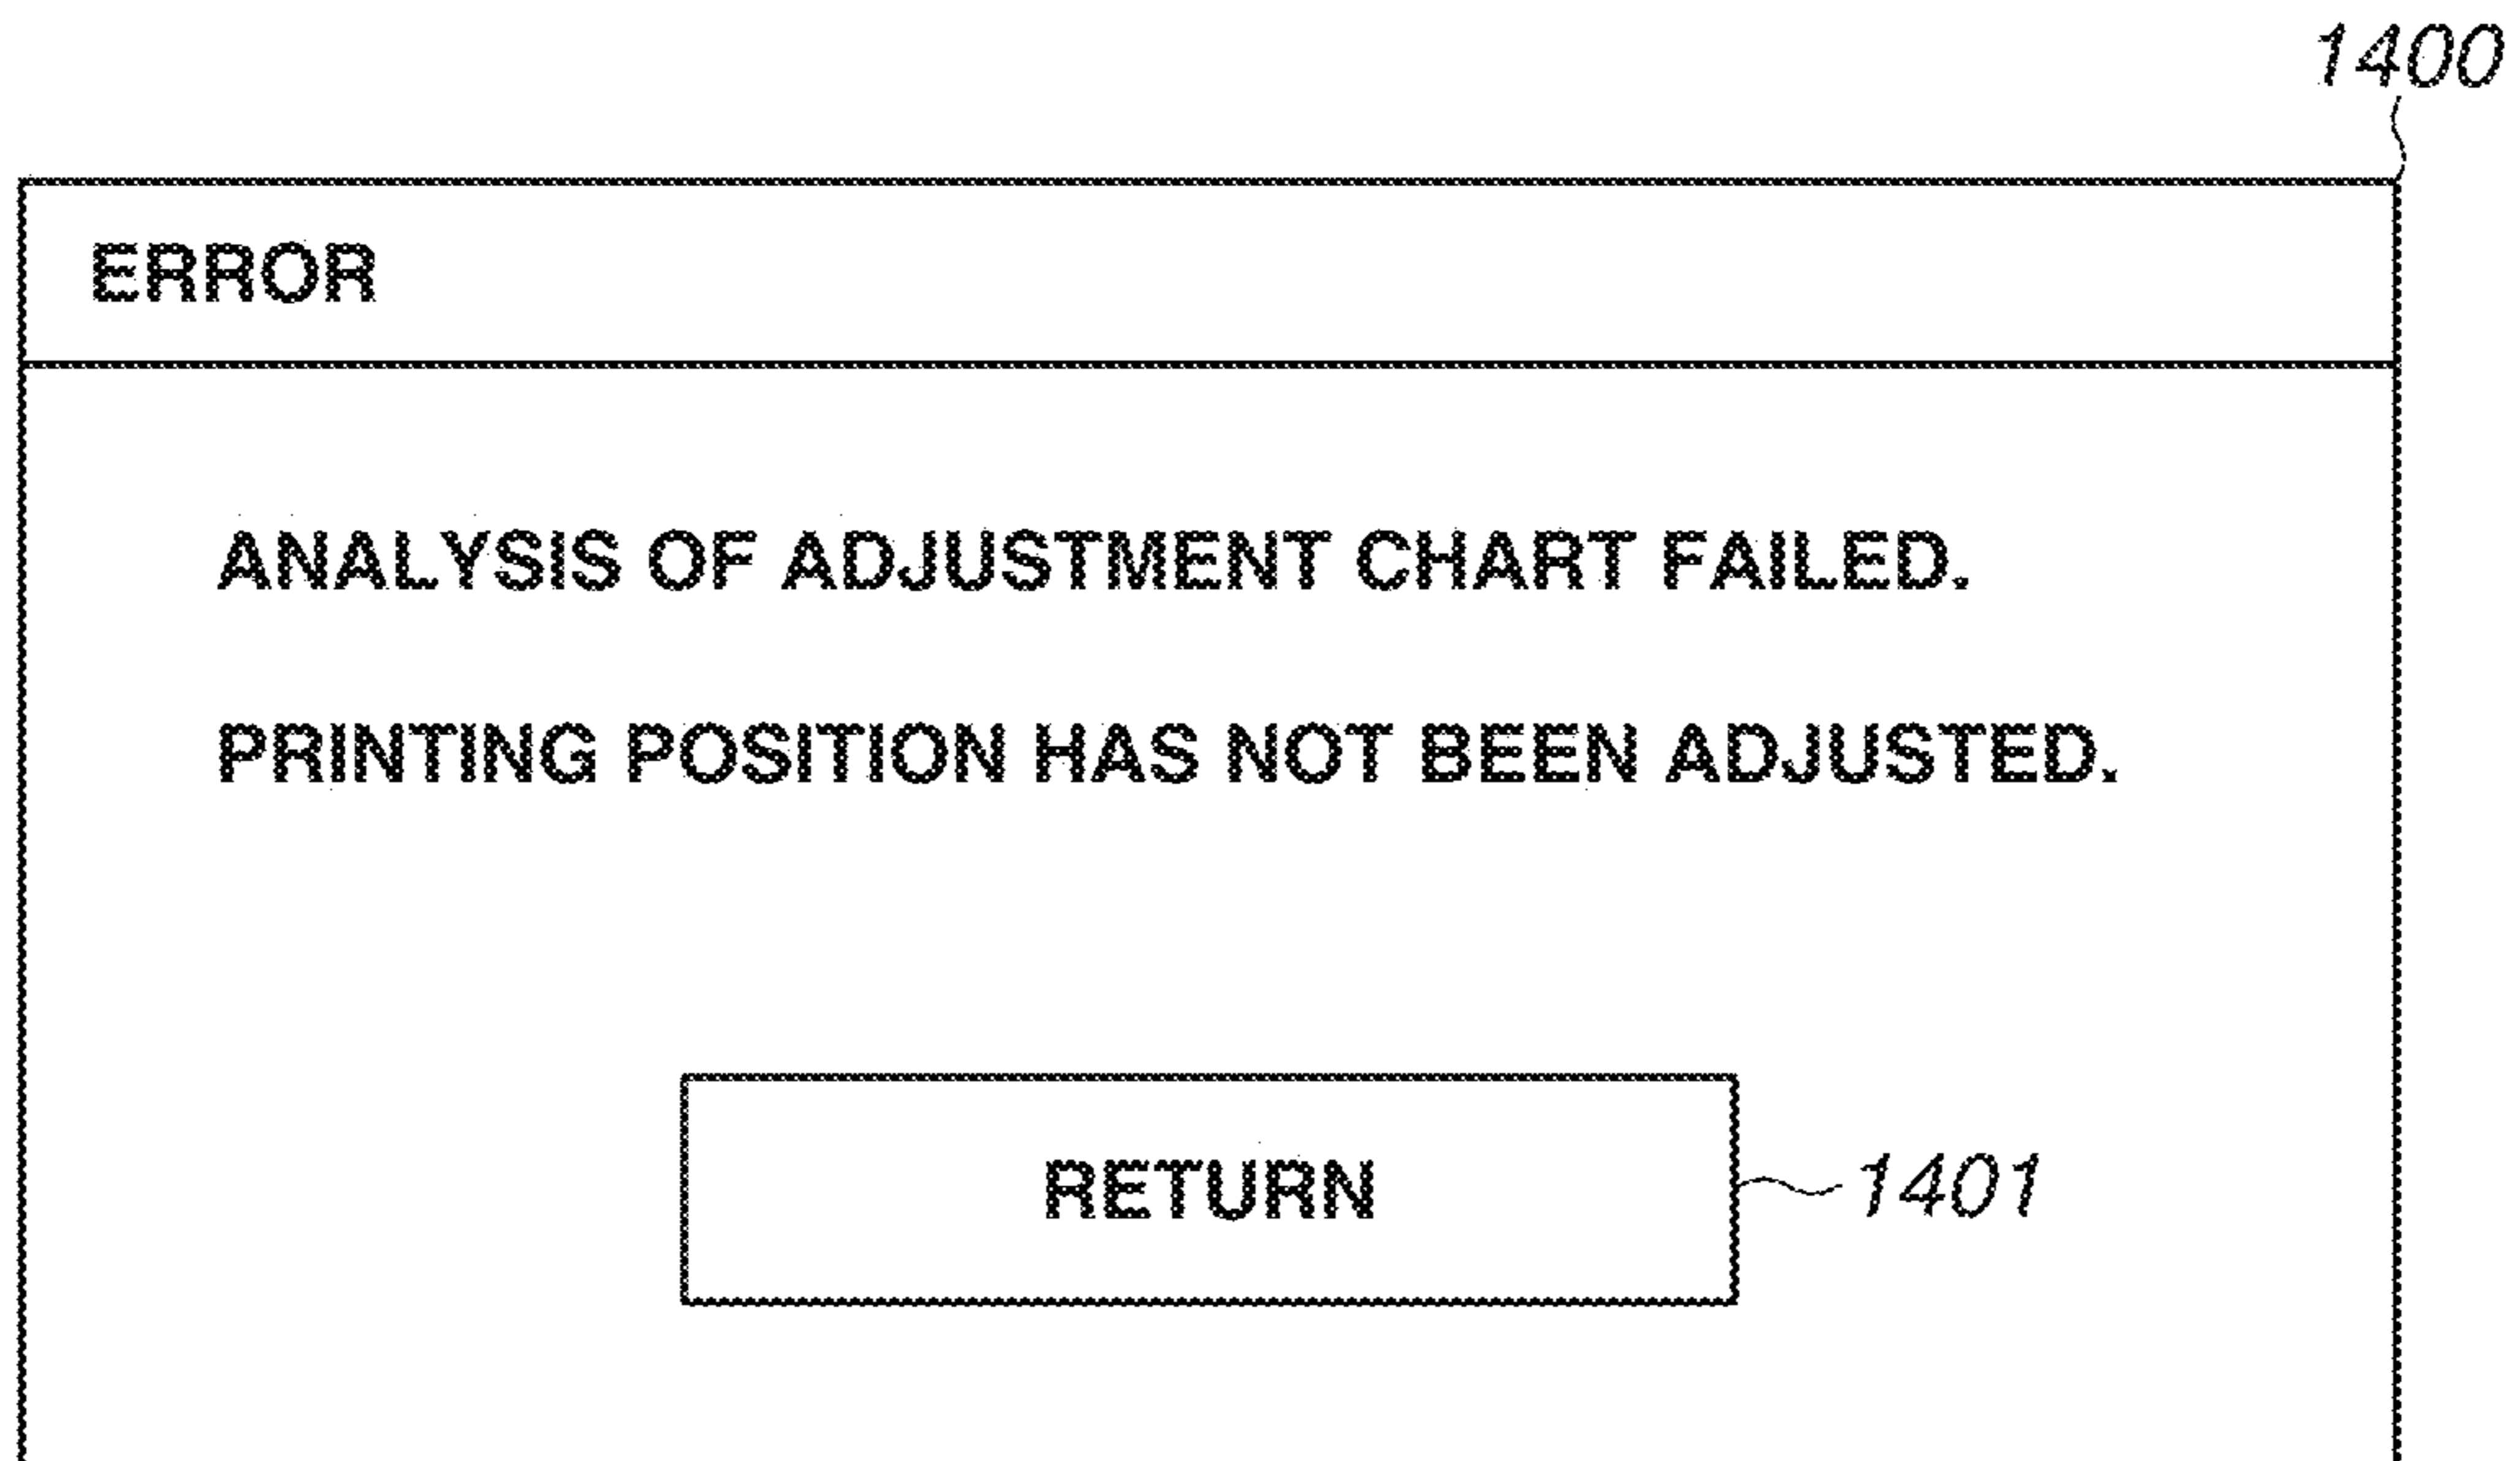 1400
ERROR
ANALYSIS OF ADJUSTMENT CHART FAILED.
PRINTING POSITION HAS NOT BEEN ADJUSTED.
RETURN
1401